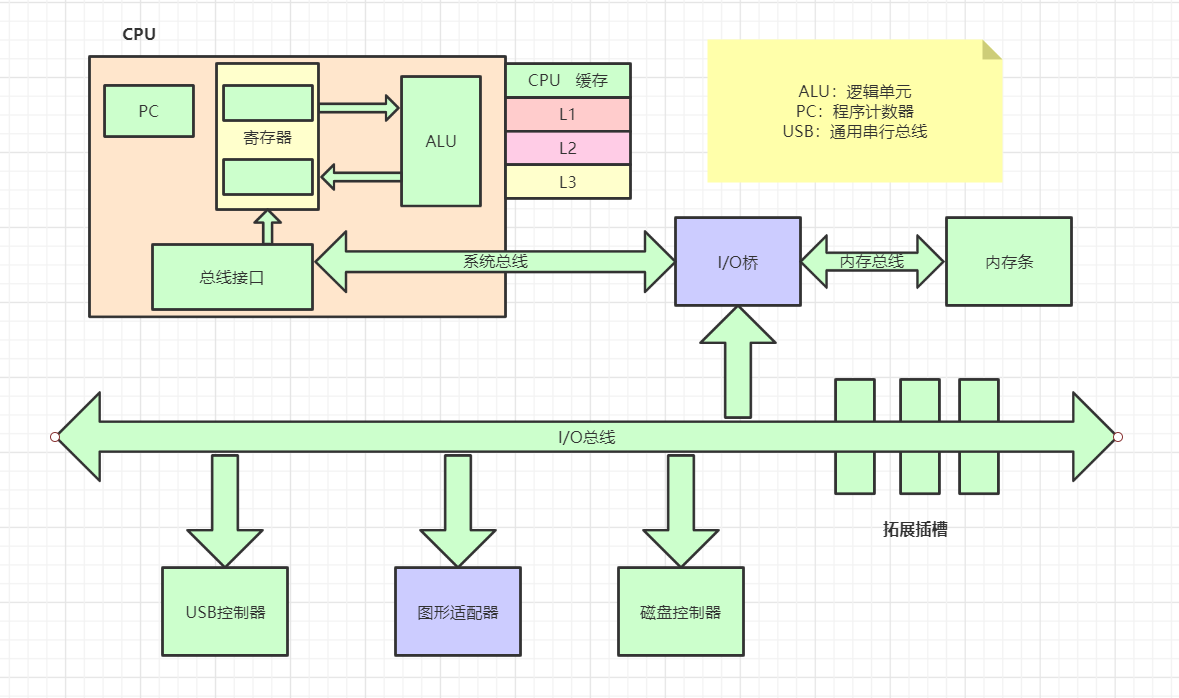 CPU
PC
寄存器
ALU
CPU 缓存
L1
L2
L3
ALU：逻辑单元
PC：程序计数器
USB：通用串行总线
总线接口
系统总线
I/O桥
内存总线
内存条
I/O总线
拓展插槽
USB控制器
图形适配器
磁盘控制器